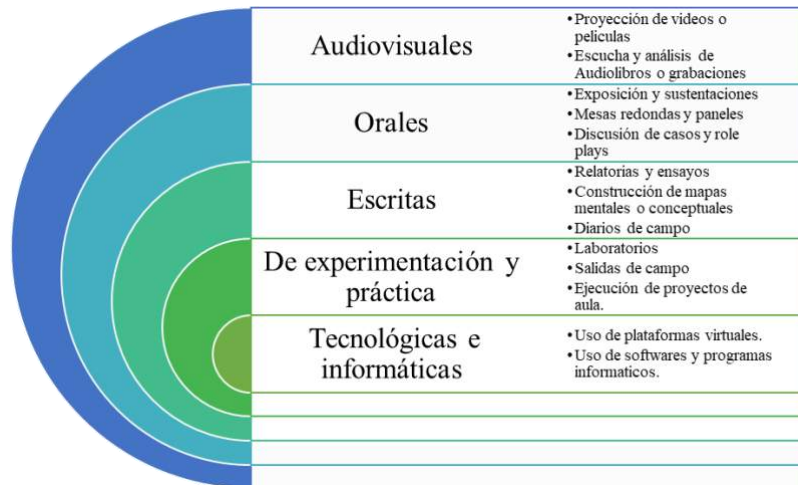 Audiovisuales
•Proyección de videos o
peliculas
•Escucha y análisis de
Audiolibros o grabaciones
Orales
•Exposición y sustentaciones
•Mesas redondas y paneles
•Discusión de casos y role
plays
Escritas
•Relatorias y ensayos
•Construcción de mapas
mentales o conceptuales
•Diarios de campo
De experimentación y
práctica
•Laboratorios
•Salidas de campo
•Ejecución de proyectos de
aula.
Tecnológicas e
informáticas
•Uso de plataformas virtuales.
•Uso de softwares y programas
informaticos.